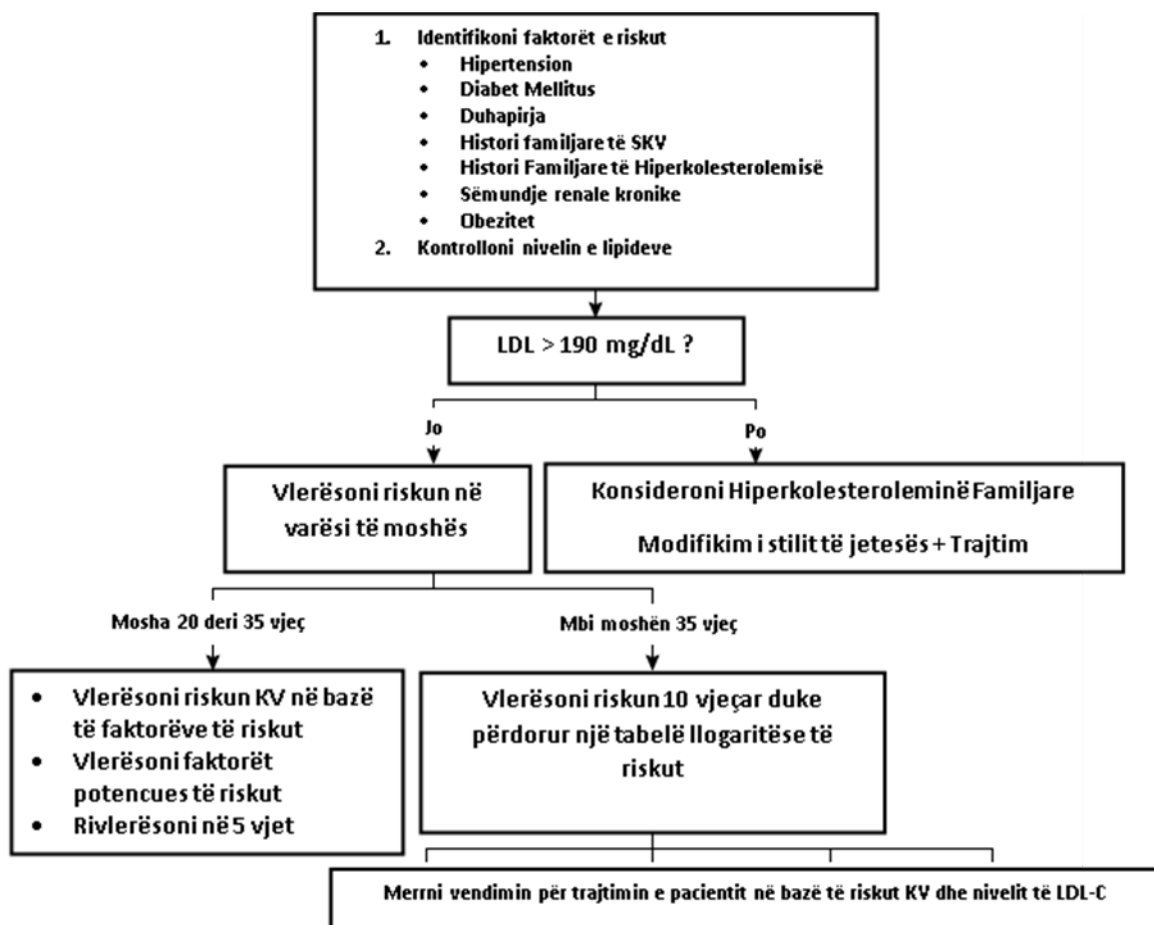 1. Identifikoni faktorët e riskut
• Hipertension
• Diabet Mellitus
• Duhapirja
• Histori familjare të SKV
• Histori Familjare të Hiperkolesterolemisë
• Sëmundje renale kronike
• Obezitet
2. Kontrolloni nivelin e lipideve
LDL > 190 mg/dL ?
Jo
Po
Vlerësoni riskun në
varësi të moshës
Konsideroni Hiperkolesteroleminë Familjare
Modifikim i stilit të jetesës + Trajtim
Mosha 20 deri 35 vjeç
Mbi moshën 35 vjeç
• Vlerësoni riskun KV në bazë
të faktorëve të riskut
• Vlerësoni faktorët
potencues të riskut
• Rivlerësoni në 5 vjet
Vlerësoni riskun 10 vjeçar duke
përdorur një tabelë llogaritëse të
riskut
Merrni vendimin për trajtimin e pacientit në bazë të riskut KV dhe nivelit të LDL-C